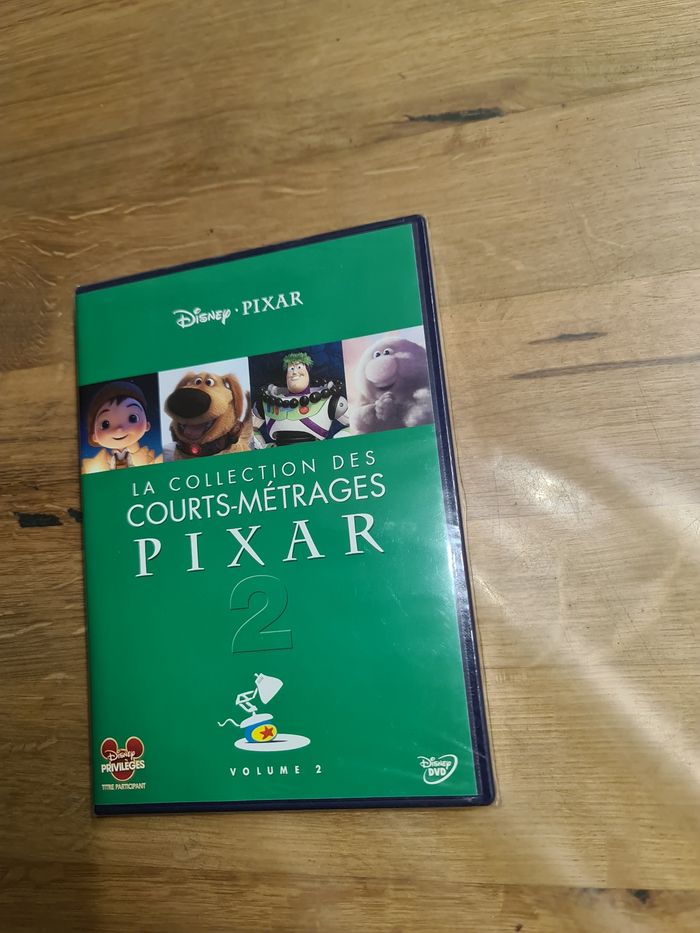 Disney · PIXAR
LA COLLECTION DES
COURTS-MÉTRAGES
PIXAR
2
VOLUME 2
Disney
PRIVILÈGES
TITRE PARTICIPANT
Disney
DVD